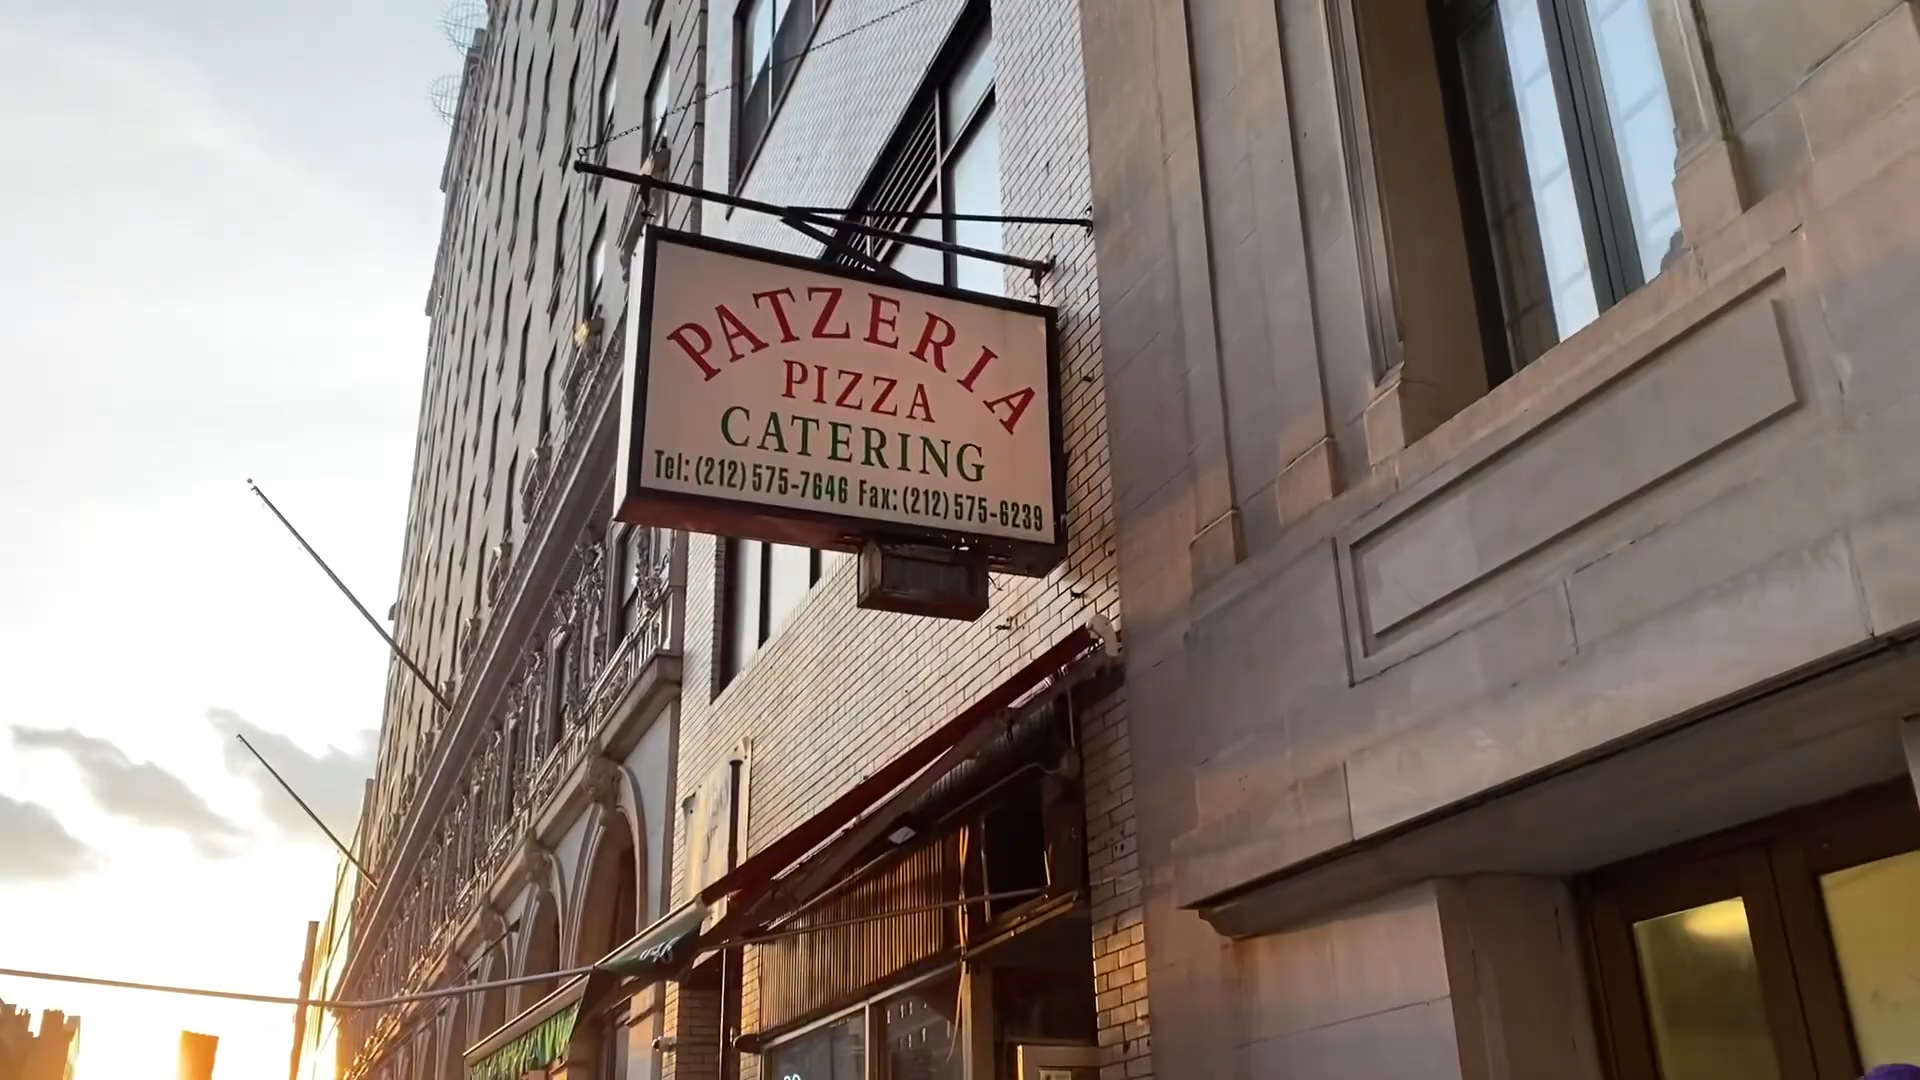 PATZERIA
PIZZA
CATERING
Tel: (212) 575-7646 Fax: (212) 575-6239